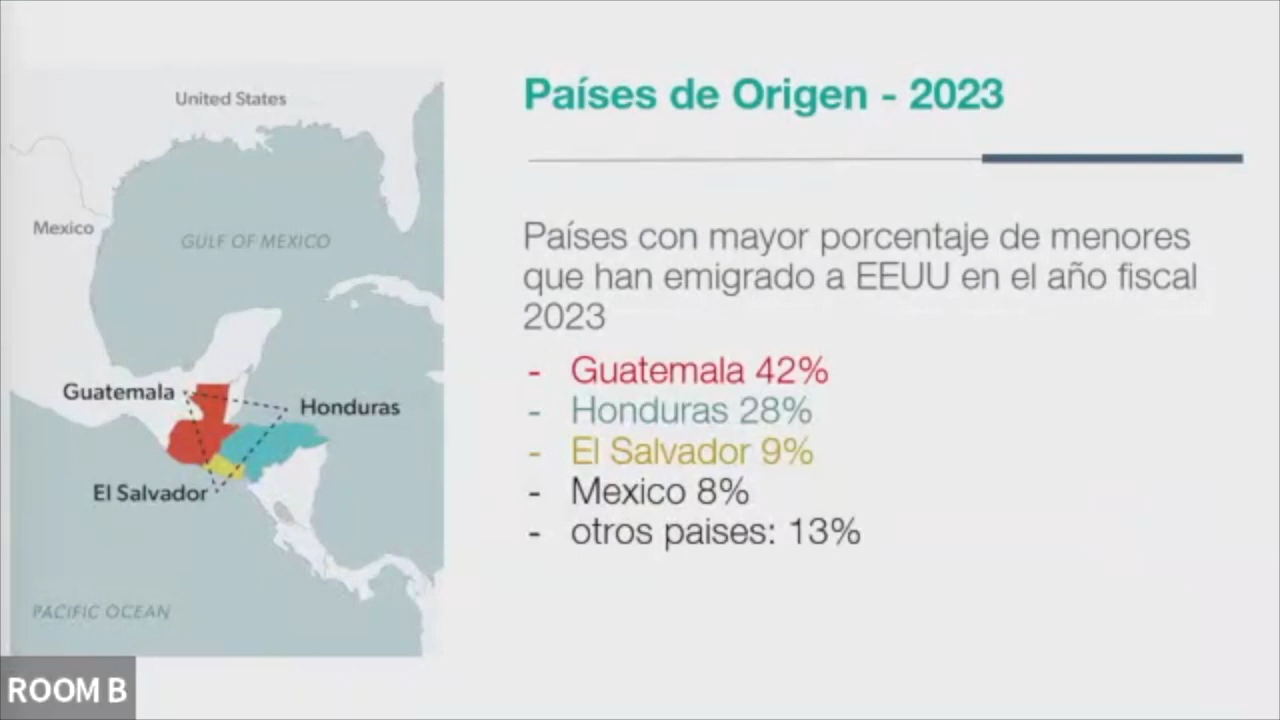 United States
Mexico
GULF OF MEXICO
Guatemala
Honduras
El Salvador
PACIFIC OCEAN
ROOM B
Países de Origen - 2023
Países con mayor porcentaje de menores
que han emigrado a EEUU en el año fiscal
2023
- Guatemala 42%
- Honduras 28%
- El Salvador 9%
- Mexico 8%
- otros paises: 13%